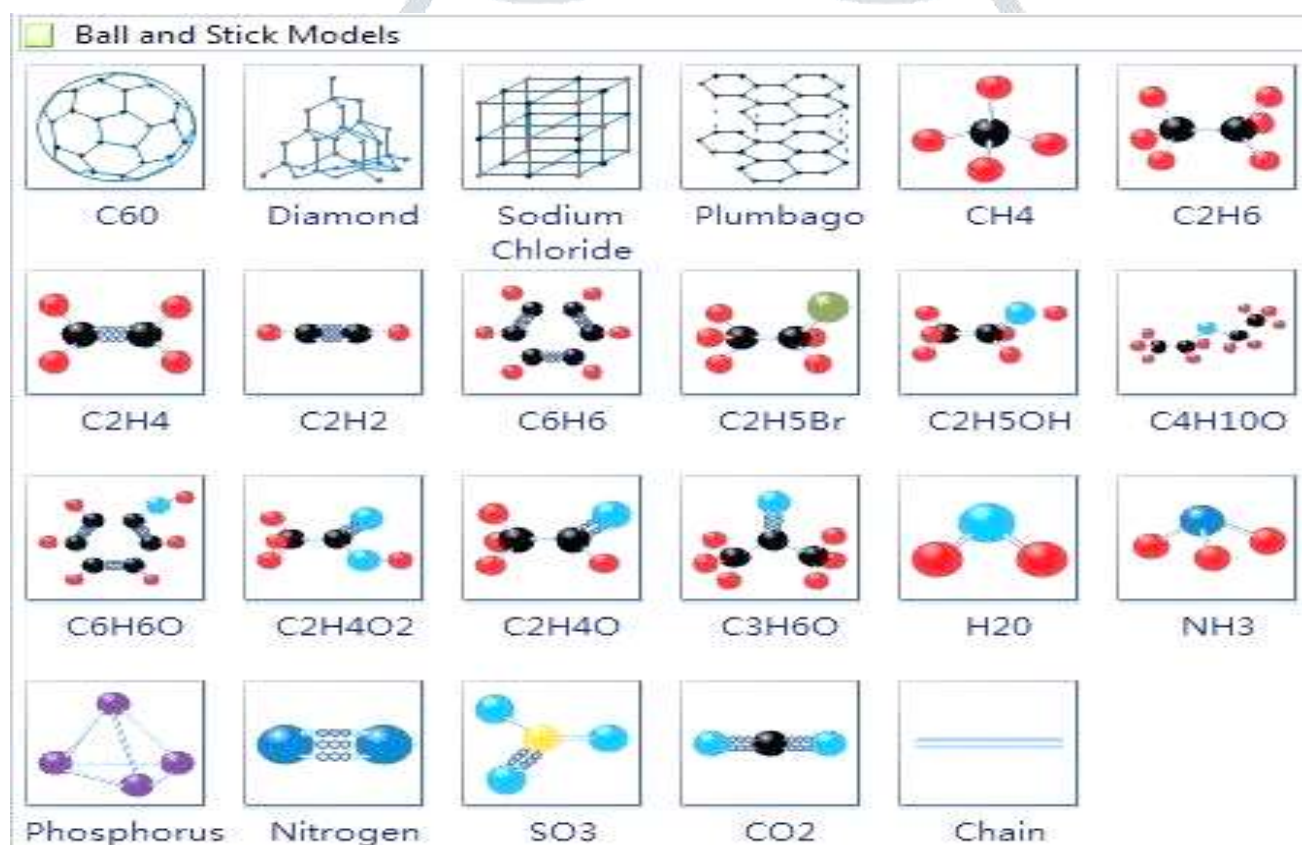 Ball and Stick Models
C60 Diamond Sodium Chloride Plumbago CH4 C2H6
C2H4 C2H2 C6H6 C2H5Br C2H5OH C4H10O
C6H6O C2H4O2 C2H4O C3H6O H20 NH3
Phosphorus Nitrogen SO3 CO2 Chain